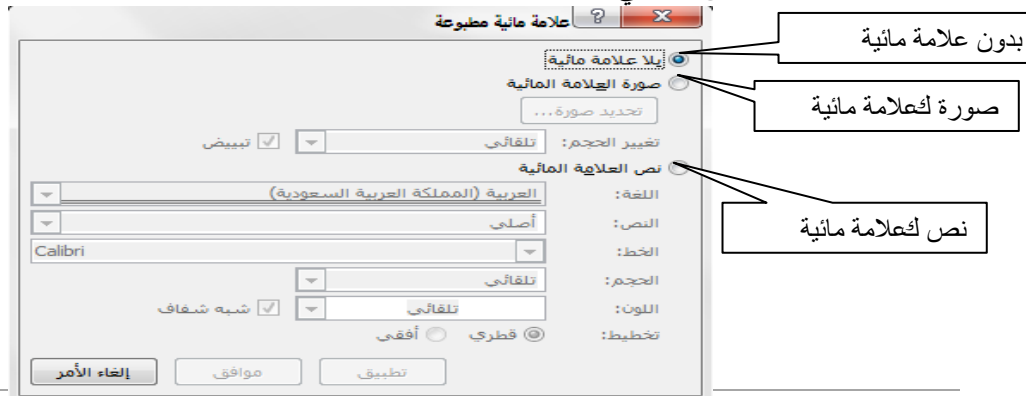 علامة مائية مطبوعة
بدون علامة مائية
بلا علامة مائية
صورة العلامة المائية
صورة كعلامة مائية
تحديد صورة...
تغيير الحجم: تلقائي تبييض
نص العلامة المائية
اللغة: العربية (المملكة العربية السعودية)
النص: أصلي
نص كعلامة مائية
الخط: Calibri
الحجم: تلقائي
اللون: تلقائي شبه شفاف
تخطيط: قطري أفقي
تطبيق موافق إلغاء الأمر